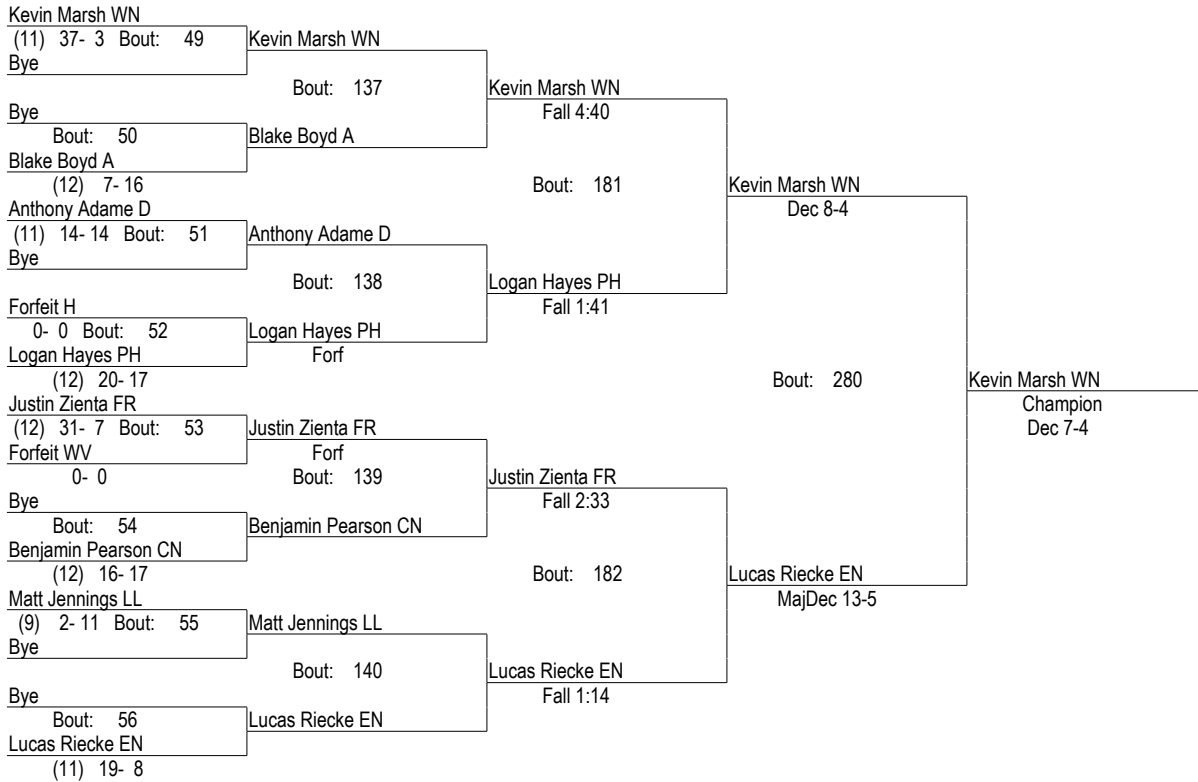 Kevin Marsh WN
(11) 37- 3 Bout: 49
Kevin Marsh WN
Bye
Bout: 137
Kevin Marsh WN
Bye
Fall 4:40
Bout: 50
Blake Boyd A
Blake Boyd A
(12) 7- 16
Bout: 181
Kevin Marsh WN
Anthony Adame D
Dec 8-4
(11) 14- 14 Bout: 51
Anthony Adame D
Bye
Bout: 138
Logan Hayes PH
Forfeit H
Fall 1:41
0- 0 Bout: 52
Logan Hayes PH
Logan Hayes PH
Forf
(12) 20- 17
Bout: 280
Kevin Marsh WN
Justin Zienta FR
Champion
(12) 31- 7 Bout: 53
Justin Zienta FR
Dec 7-4
Forfeit WV
Forf
0- 0
Bout: 139
Justin Zienta FR
Bye
Fall 2:33
Bout: 54
Benjamin Pearson CN
Benjamin Pearson CN
(12) 16- 17
Bout: 182
Lucas Riecke EN
Matt Jennings LL
MajDec 13-5
(9) 2- 11 Bout: 55
Matt Jennings LL
Bye
Bout: 140
Lucas Riecke EN
Bye
Fall 1:14
Bout: 56
Lucas Riecke EN
Lucas Riecke EN
(11) 19- 8